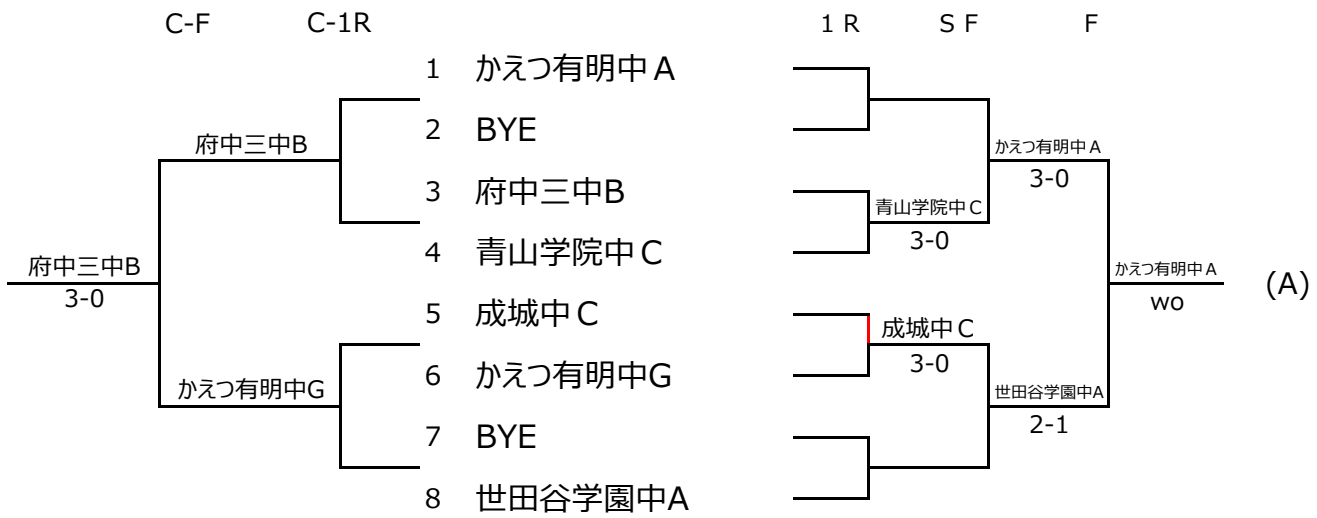 C-F C-1R 1 R S F F
1 かえつ有明中Ａ
2 BYE
府中三中B
かえつ有明中Ａ
3-0
3 府中三中B
青山学院中Ｃ
3-0
4 青山学院中Ｃ
府中三中B
3-0
かえつ有明中Ａ
wo
(A)
5 成城中Ｃ
成城中Ｃ
3-0
6 かえつ有明中G
かえつ有明中G
世田谷学園中A
2-1
7 BYE
8 世田谷学園中A